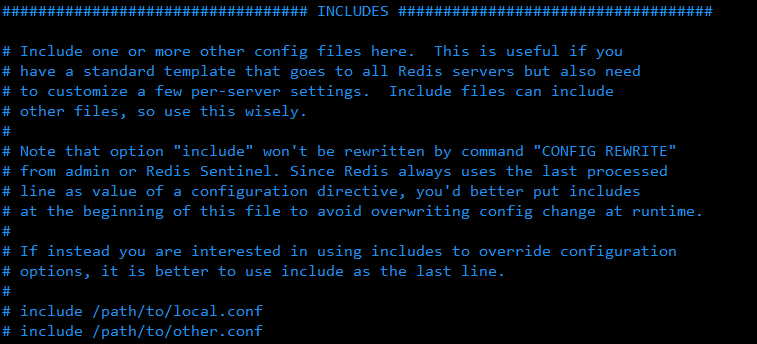 ################################## INCLUDES ###################################
# Include one or more other config files here.  This is useful if you
# have a standard template that goes to all Redis servers but also need
# to customize a few per-server settings.  Include files can include
# other files, so use this wisely.
#
# Note that option "include" won't be rewritten by command "CONFIG REWRITE"
# from admin or Redis Sentinel. Since Redis always uses the last processed
# line as value of a configuration directive, you'd better put includes
# at the beginning of this file to avoid overwriting config change at runtime.
#
# If instead you are interested in using includes to override configuration
# options, it is better to use include as the last line.
#
# include /path/to/local.conf
# include /path/to/other.conf